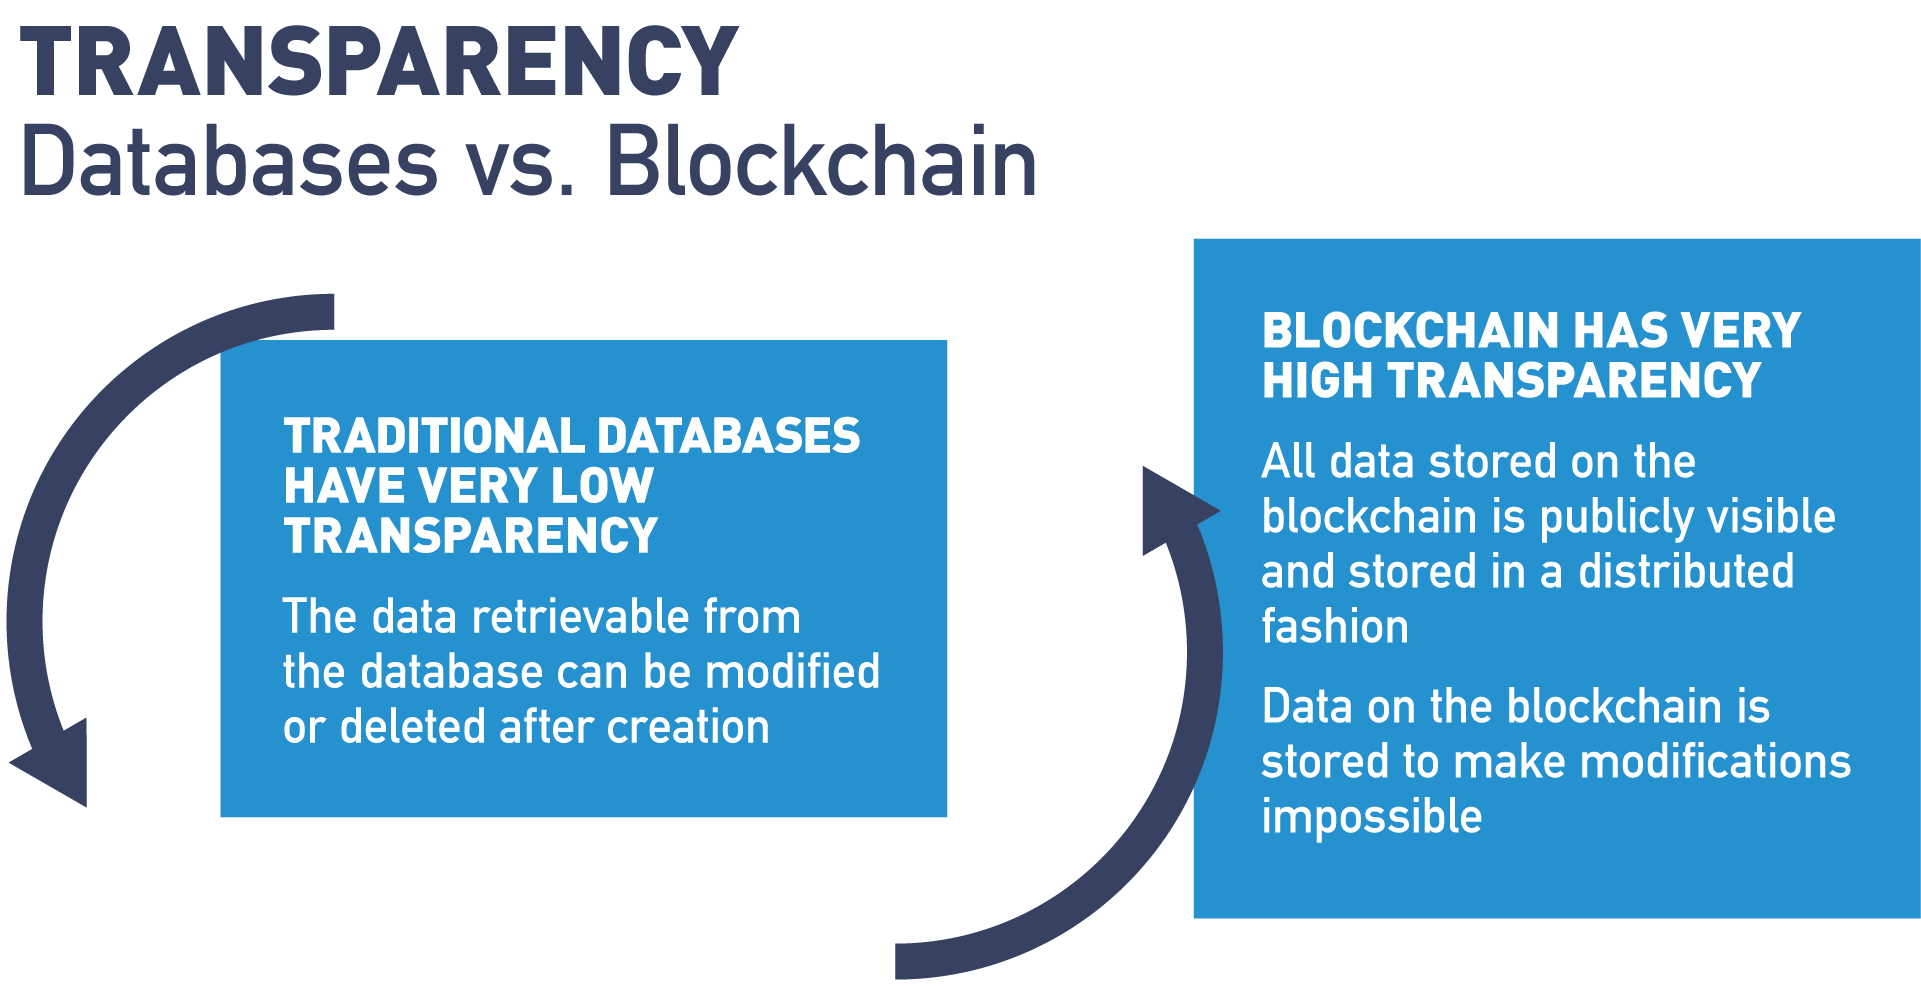 TRANSPARENCY
Databases vs. Blockchain
TRADITIONAL DATABASES
HAVE VERY LOW
TRANSPARENCY
The data retrievable from
the database can be modified
or deleted after creation
BLOCKCHAIN HAS VERY
HIGH TRANSPARENCY
All data stored on the
blockchain is publicly visible
and stored in a distributed
fashion
Data on the blockchain is
stored to make modifications
impossible